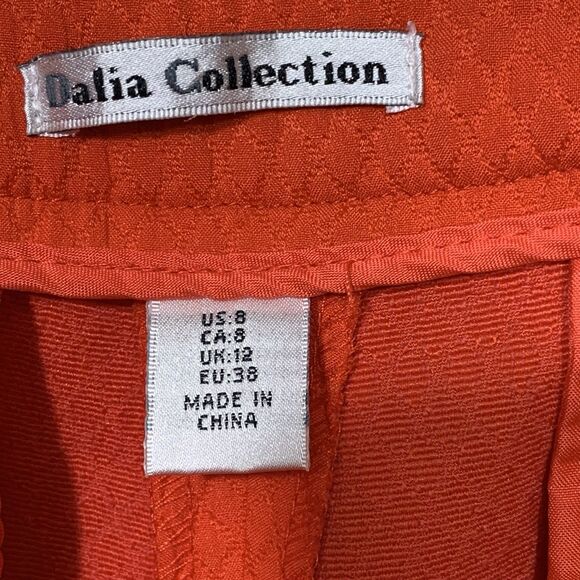 Dalia Collection
US:8
CA:8
UK:12
EU:38
MADE IN
CHINA